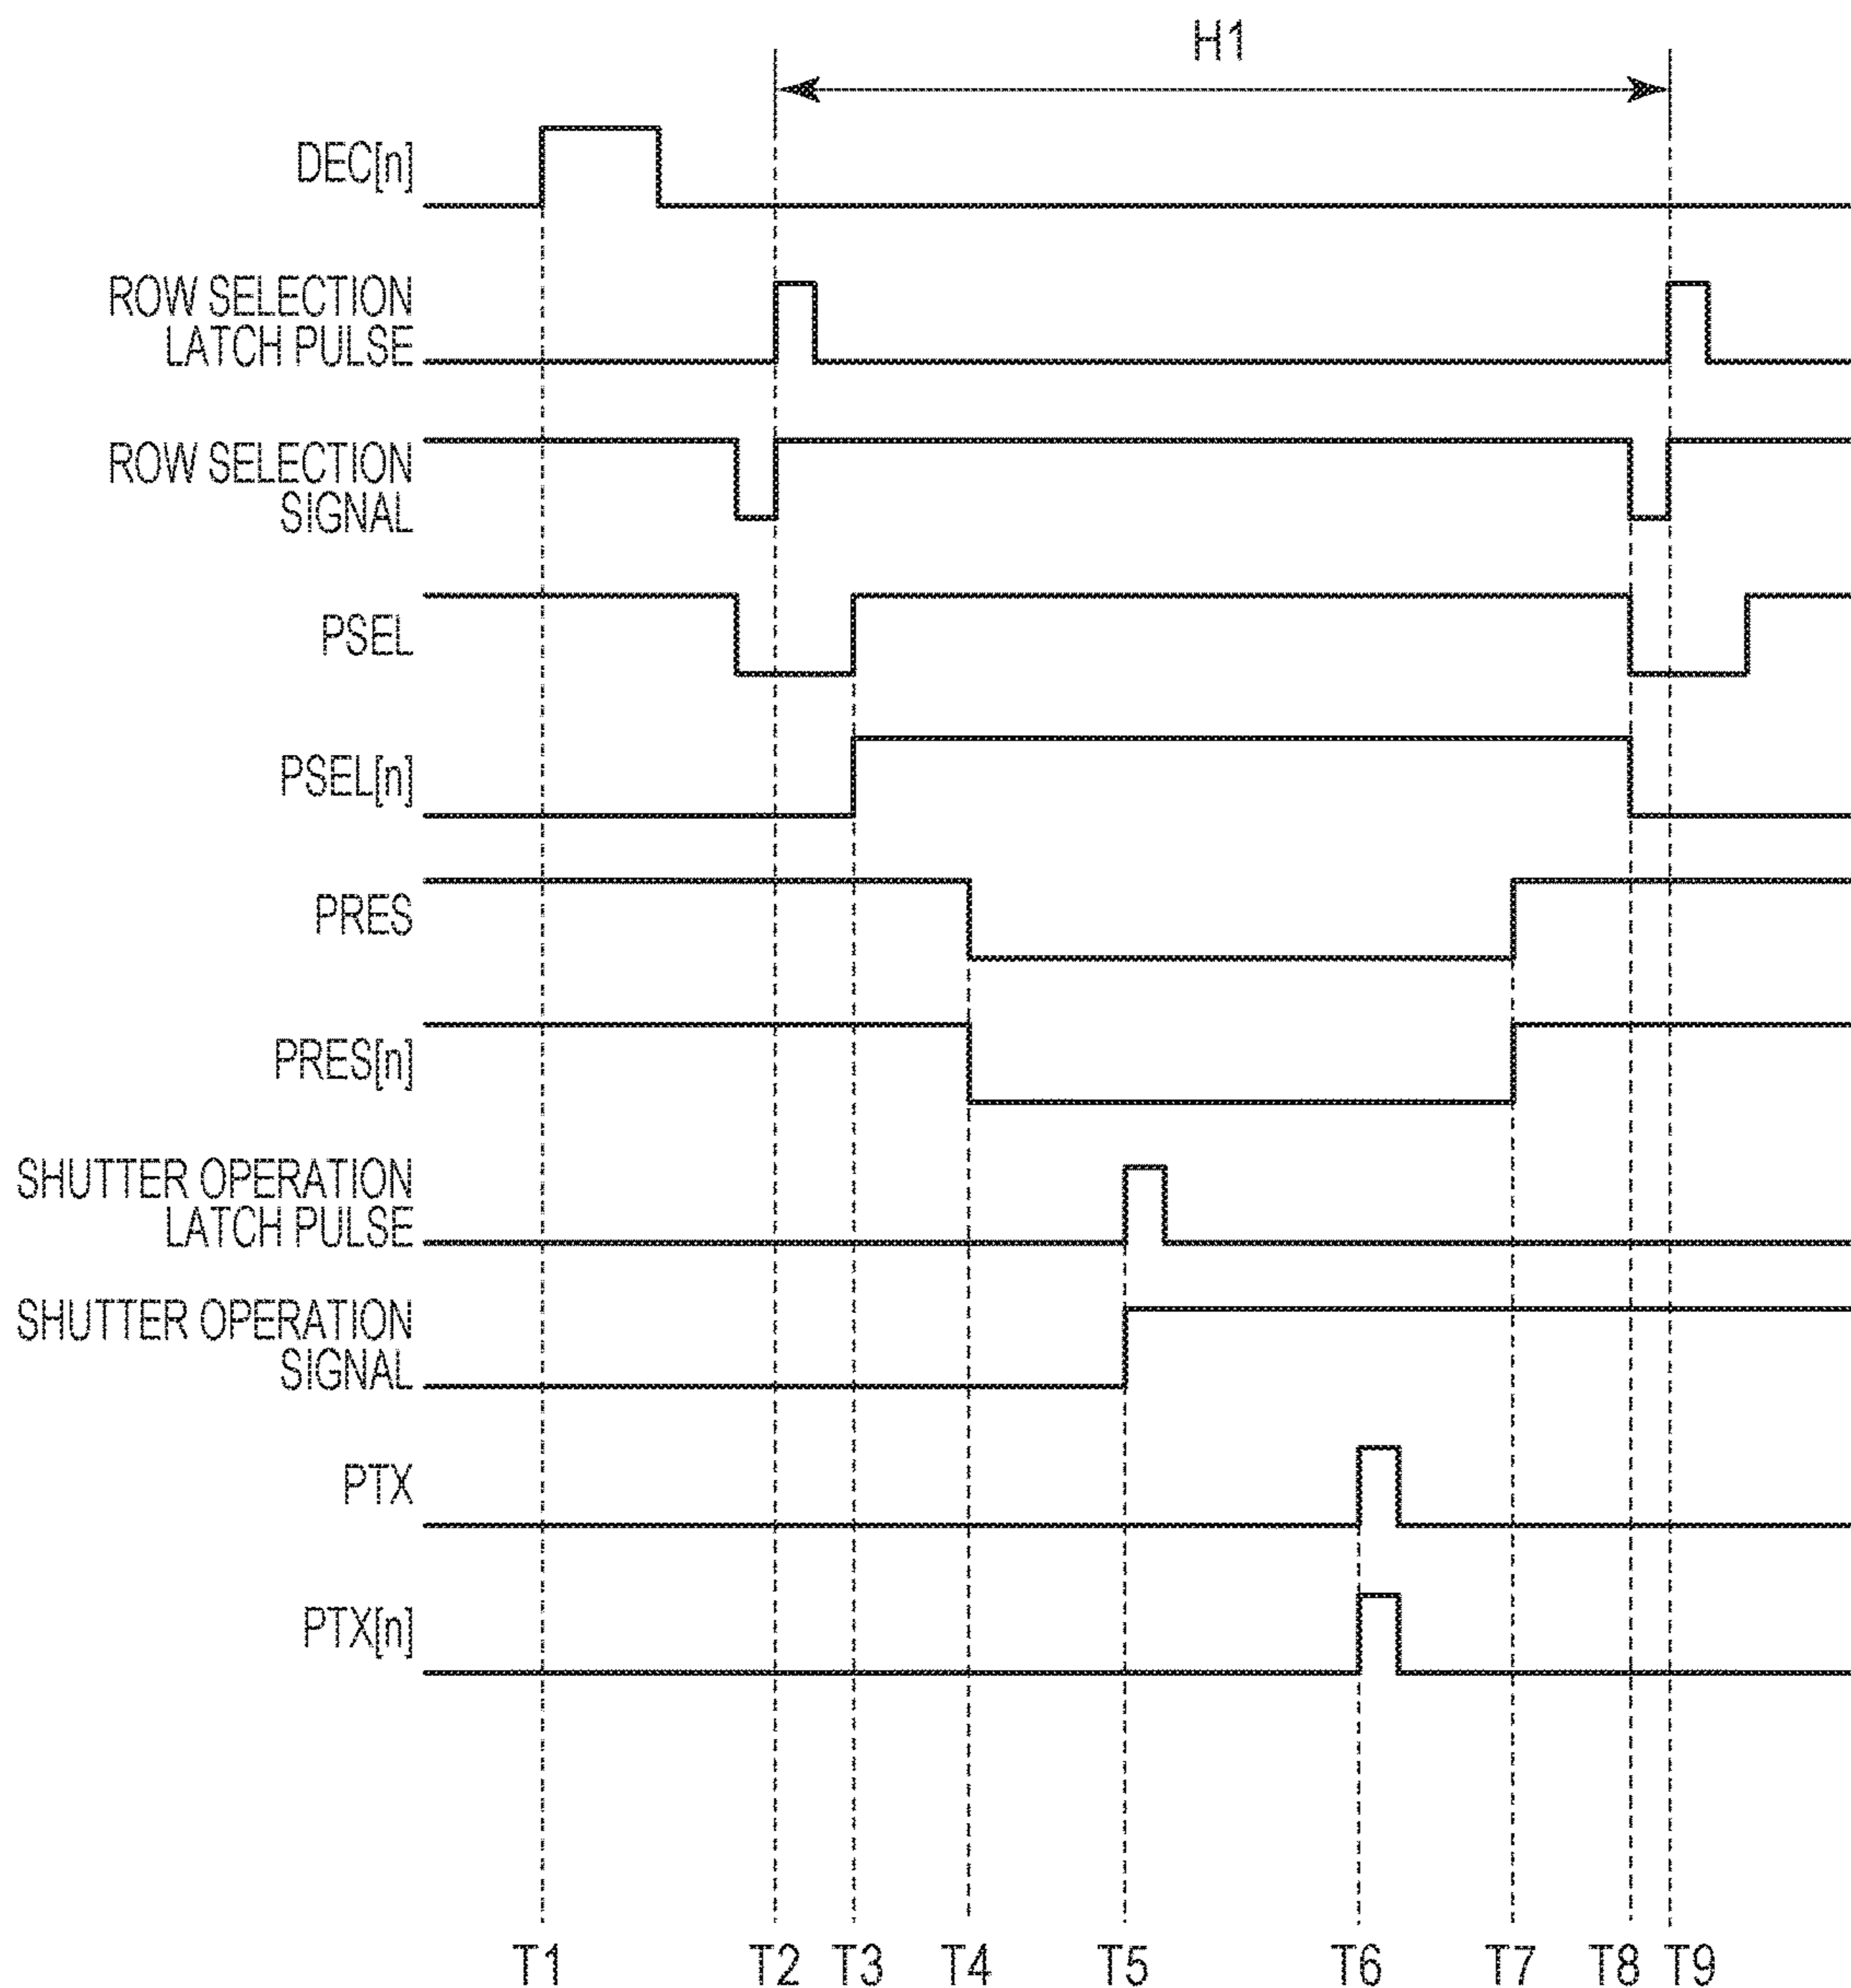 H1
DEC[n]
ROW SELECTION
LATCH PULSE
ROW SELECTION
SIGNAL
PSEL
PSEL[n]
PRES
PRES[n]
SHUTTER OPERATION
LATCH PULSE
SHUTTER OPERATION
SIGNAL
PTX
PTX[n]
T1 T2 T3 T4 T5 T6 T7 T8 T9